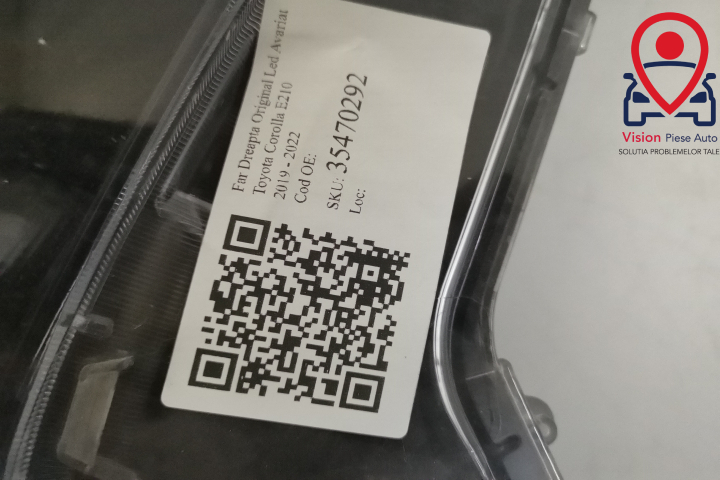 Far Dreapta Original Led Avariat
Toyota Corolla E210
2019 - 2022
Cod OE:
SKU: 35470292
Loc:
Vision Piese Auto
SOLUTIA PROBLEMELOR TALE